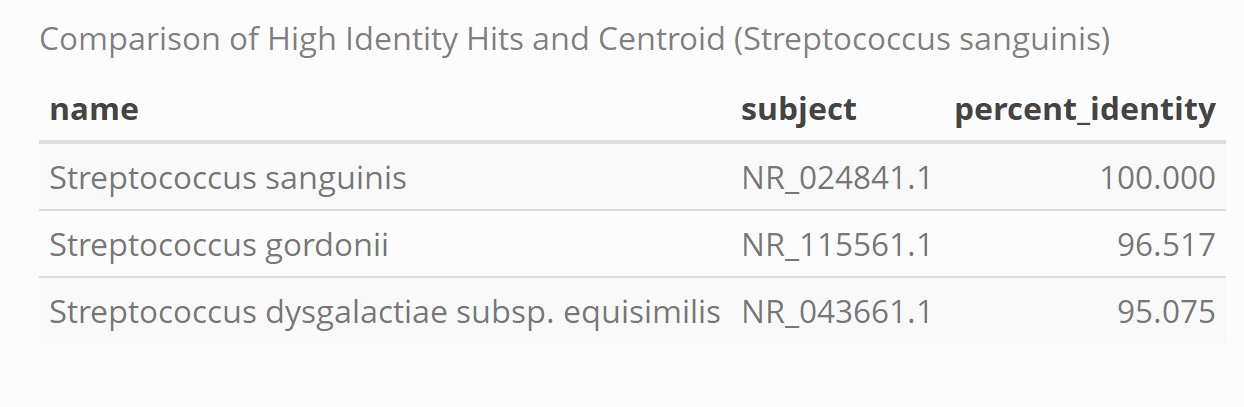 Comparison of High Identity Hits and Centroid (Streptococcus sanguinis)
name subject percent_identity
Streptococcus sanguinis NR_024841.1 100.000
Streptococcus gordonii NR_115561.1 96.517
Streptococcus dysgalactiae subsp. equisimilis NR_043661.1 95.075